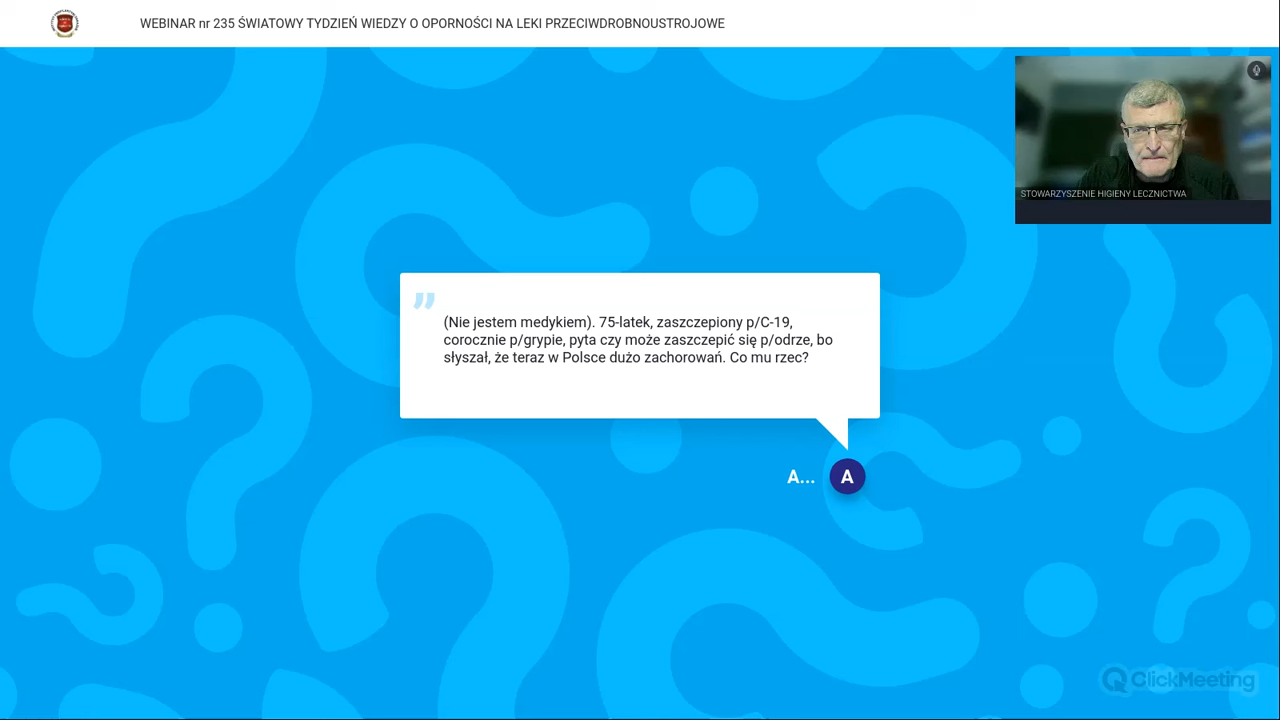 WEBINAR nr 235 ŚWIATOWY TYDZIEŃ WIEDZY O OPORNOŚCI NA LEKI PRZECIWDROBNOUSTROJOWE
STOWARZYSZENIE HIGIENY LECZNICTWA
(Nie jestem medykiem). 75-latek, zaszczepiony p/C-19,
corocznie p/grypie, pyta czy może zaszczepić się p/odrze, bo
słyszał, że teraz w Polsce dużo zachorowań. Co mu rzec?
A... A
ClickMeeting